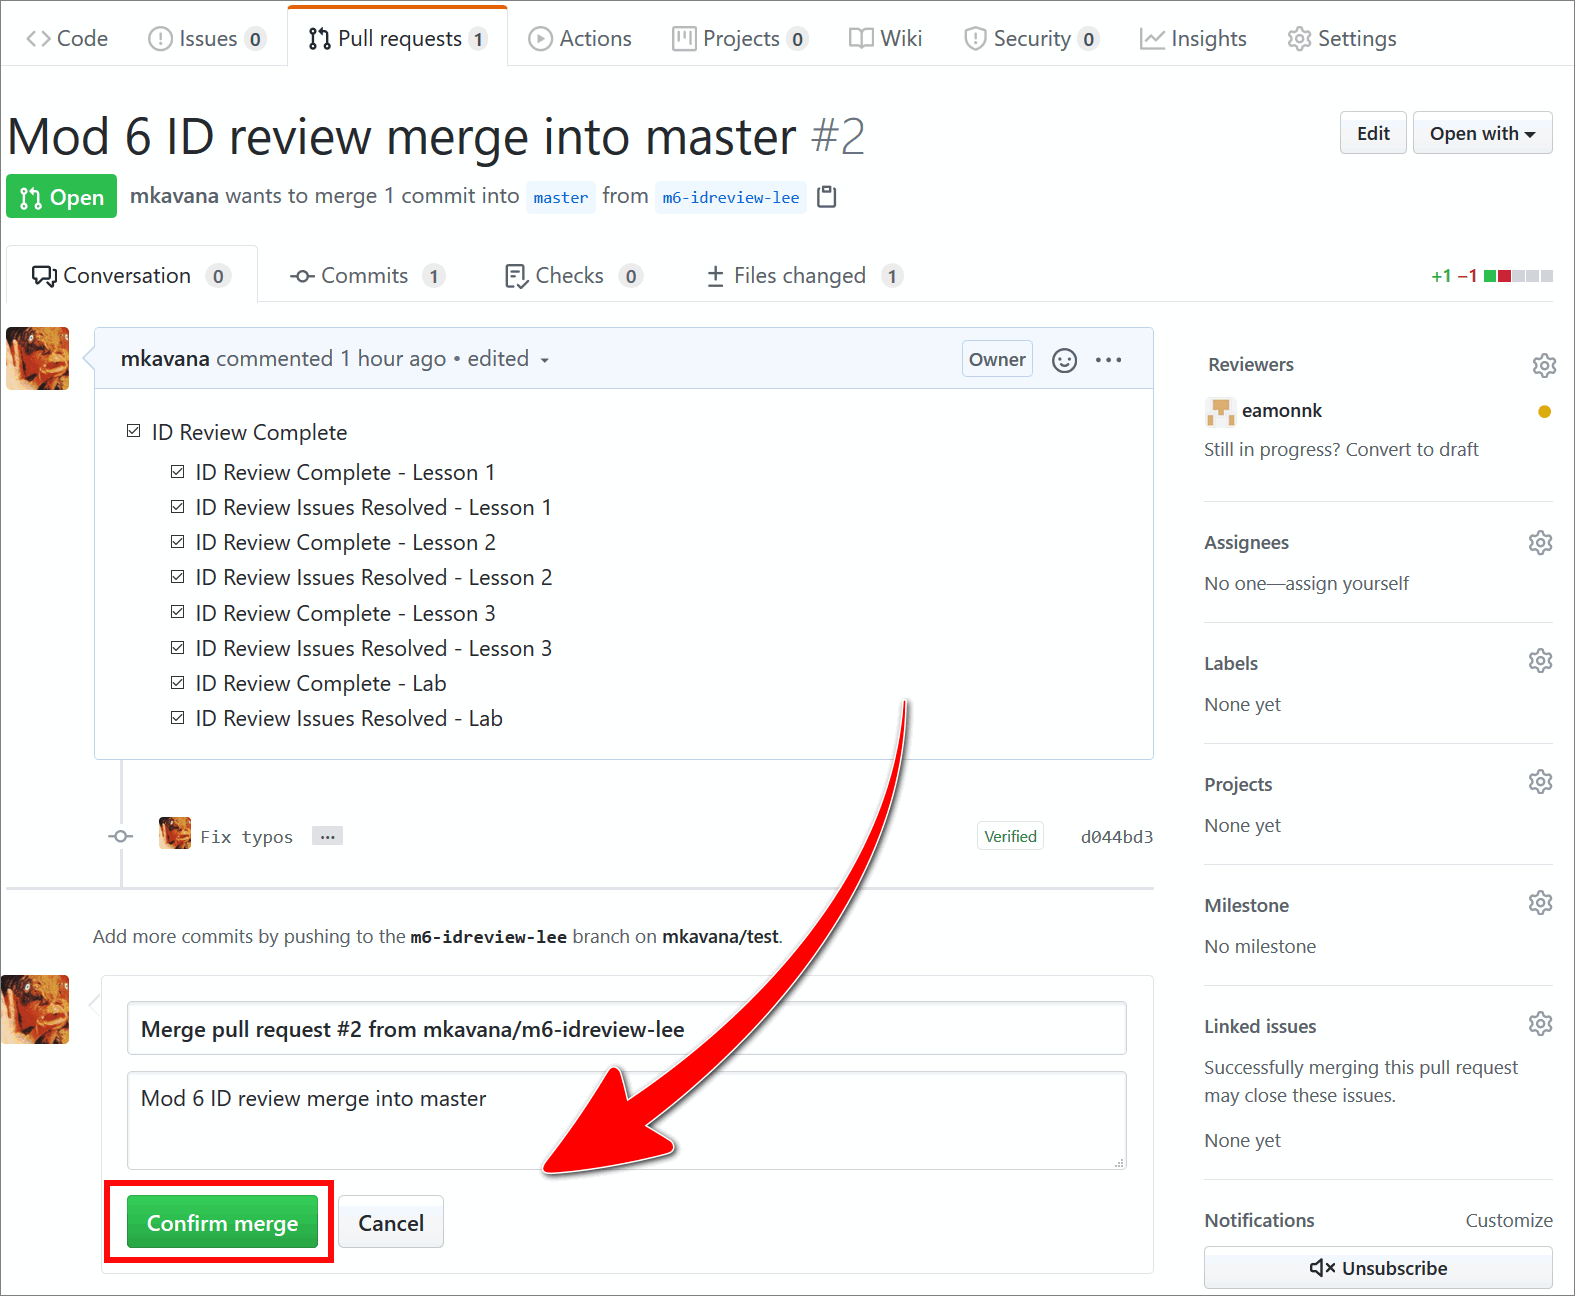 Code Issues 0 Pull requests 1 Actions Projects 0 Wiki Security 0 Insights Settings
Mod 6 ID review merge into master #2
Edit Open with
Open mkavana wants to merge 1 commit into master from m6-idreview-lee
Conversation 0 Commits 1 Checks 0 Files changed 1 +1 −1
mkavana commented 1 hour ago • edited Owner
ID Review Complete
ID Review Complete - Lesson 1
ID Review Issues Resolved - Lesson 1
ID Review Complete - Lesson 2
ID Review Issues Resolved - Lesson 2
ID Review Complete - Lesson 3
ID Review Issues Resolved - Lesson 3
ID Review Complete - Lab
ID Review Issues Resolved - Lab
Fix typos ... Verified d044bd3
Add more commits by pushing to the m6-idreview-lee branch on mkavana/test.
Merge pull request #2 from mkavana/m6-idreview-lee
Mod 6 ID review merge into master
Confirm merge Cancel
Reviewers
eamonnk
Still in progress? Convert to draft
Assignees
No one—assign yourself
Labels
None yet
Projects
None yet
Milestone
No milestone
Linked issues
Successfully merging this pull request
may close these issues.
None yet
Notifications Customize
Unsubscribe